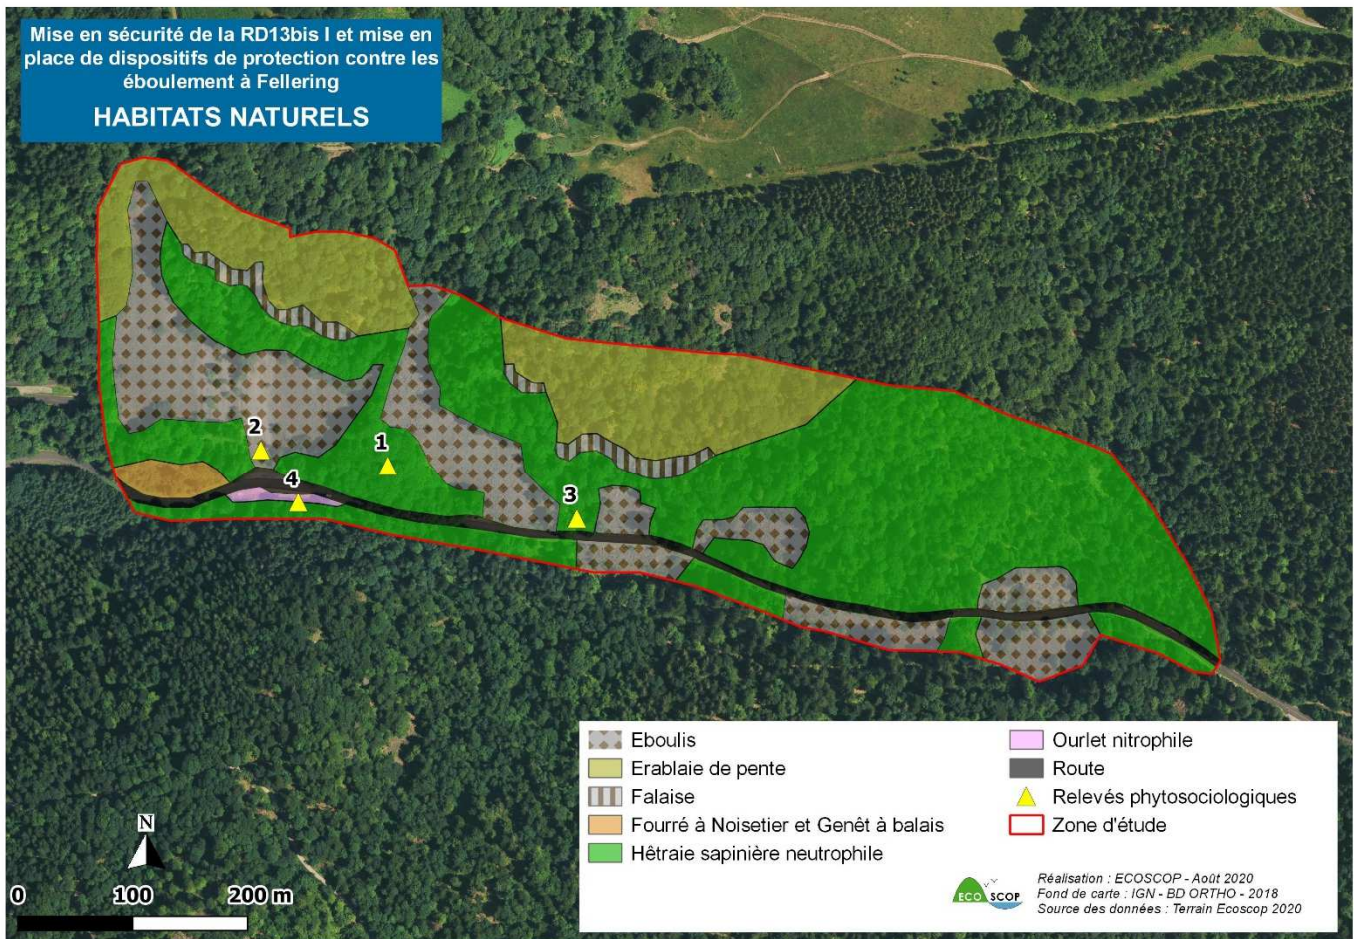 Mise en sécurité de la RD13bis I et mise en
place de dispositifs de protection contre les
éboulement à Fellering
HABITATS NATURELS
2
1
4
3
Eboulis
Erablaie de pente
Falaise
Fourré à Noisetier et Genêt à balais
Hêtraie sapinière neutrophile
Ourlet nitrophile
Route
Relevés phytosociologiques
Zone d'étude
N
0 100 200 m
ECO SCOP
Réalisation : ECOSCOP - Août 2020
Fond de carte : IGN - BD ORTHO - 2018
Source des données : Terrain Ecoscop 2020